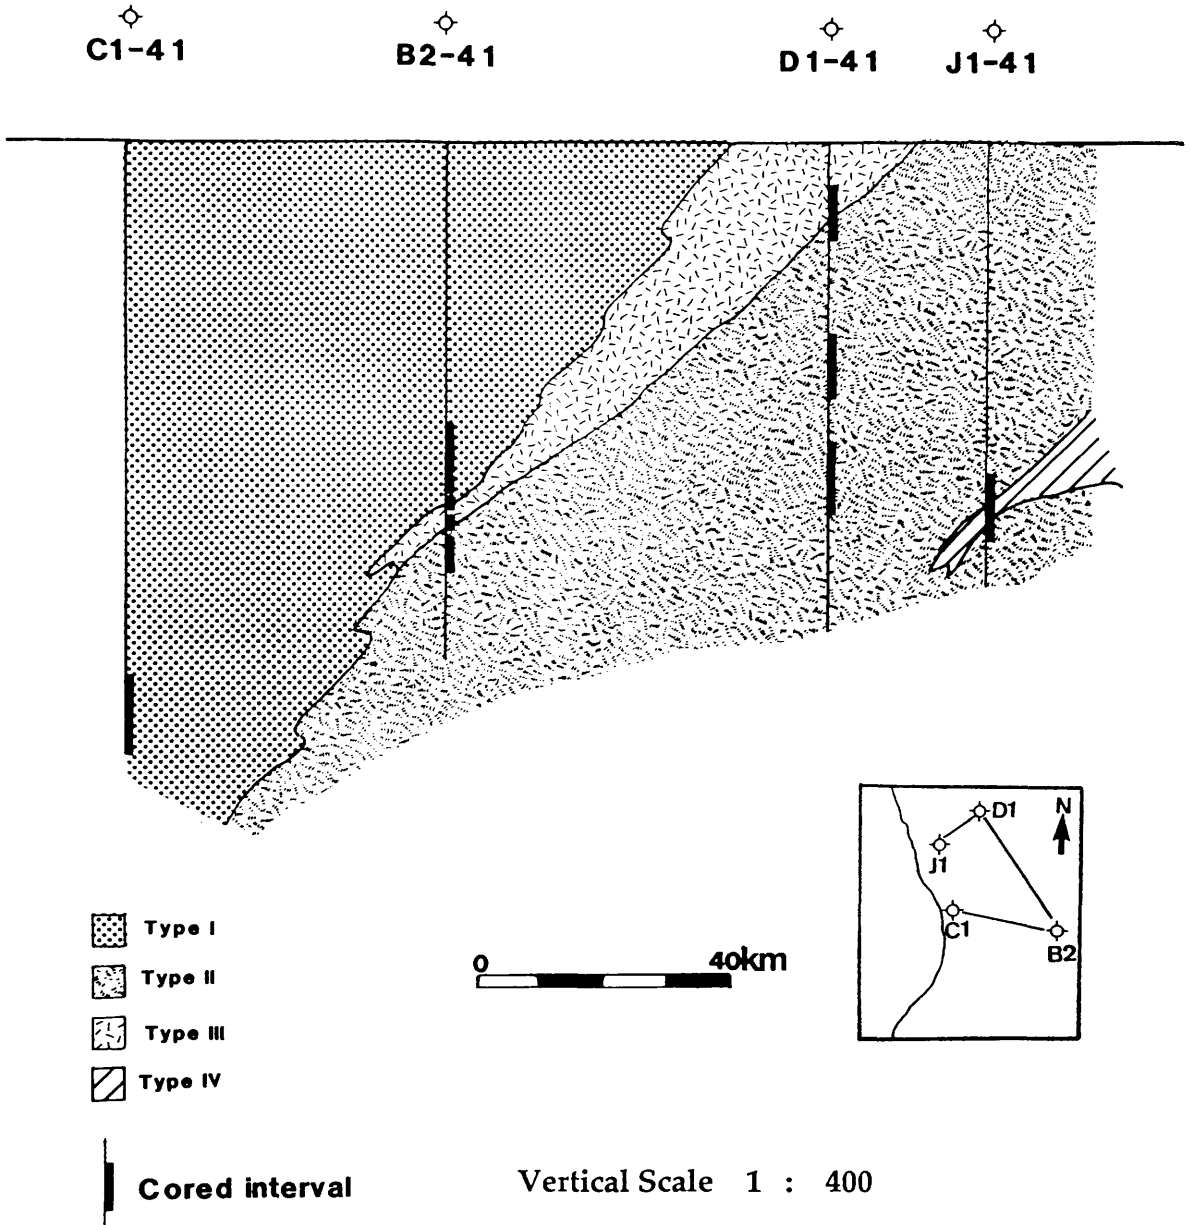 C1-41
B2-41
D1-41
J1-41
N
D1
J1
C1
B2
Type I
Type II
Type III
Type IV
0
40km
Cored interval
Vertical Scale 1 : 400